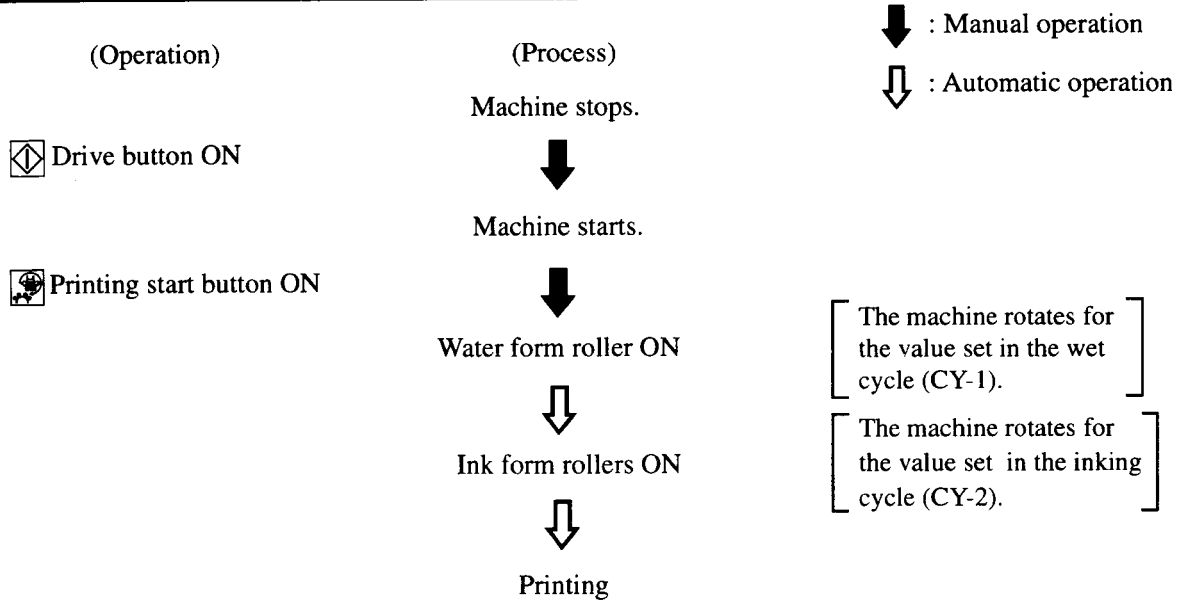 : Manual operation
(Operation)
(Process)
: Automatic operation
Machine stops.
Drive button ON
Machine starts.
Printing start button ON
Water form roller ON
The machine rotates for
the value set in the wet
cycle (CY-1).
Ink form rollers ON
The machine rotates for
the value set in the inking
cycle (CY-2).
Printing